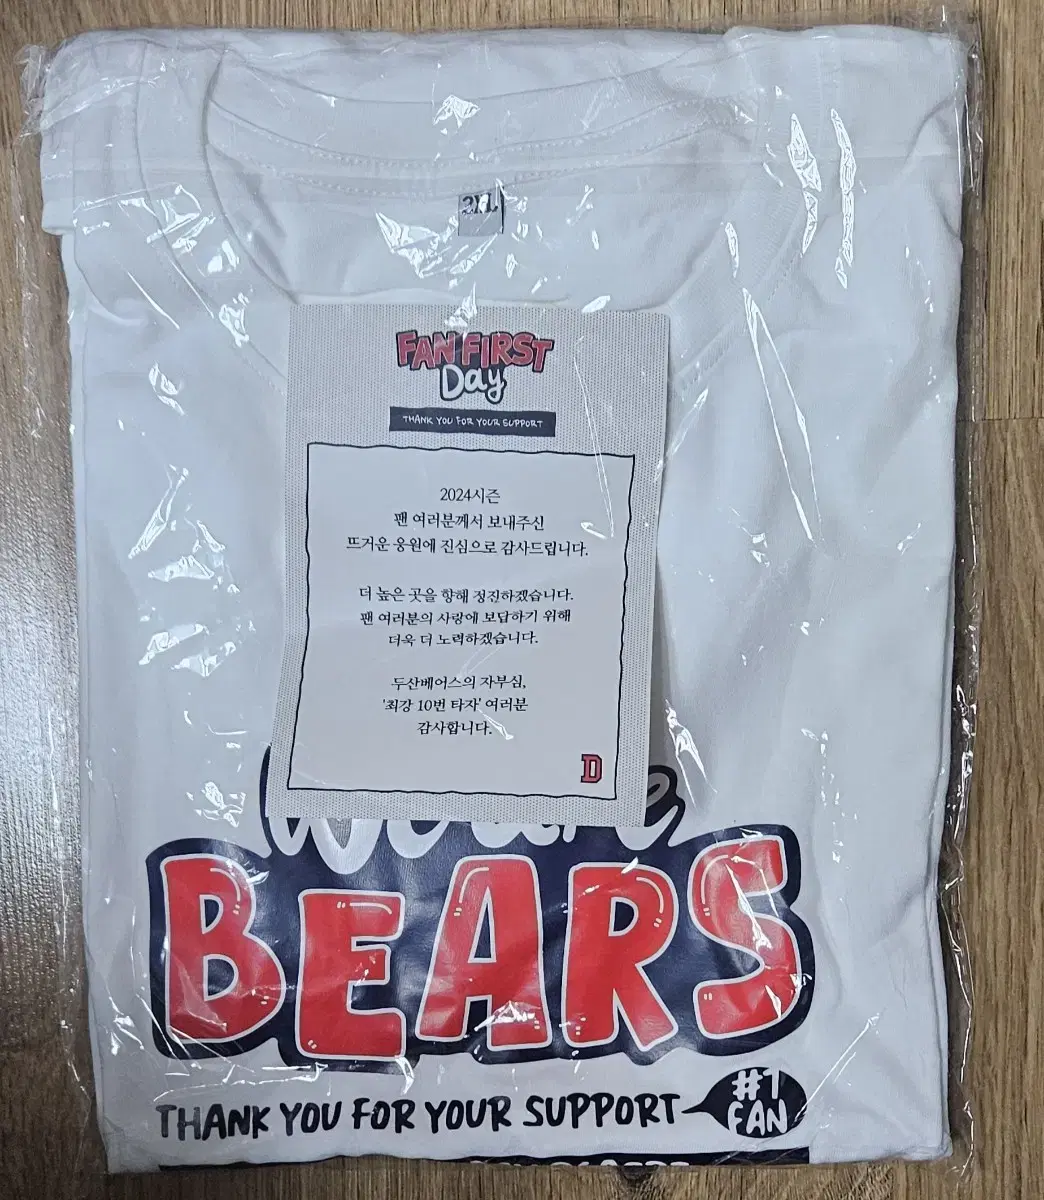 FAN FIRST
Day
THANK YOU FOR YOUR SUPPORT
2024시즌
팬 여러분께서 보내주신
뜨거운 응원에 진심으로 감사드립니다.
더 높은 곳을 향해 정진하겠습니다.
팬 여러분의 사랑에 보답하기 위해
더욱 더 노력하겠습니다.
두산베어스의 자부심,
'최강 10번 타자' 여러분
감사합니다.
D
BEARS
THANK YOU FOR YOUR SUPPORT
#1
FAN